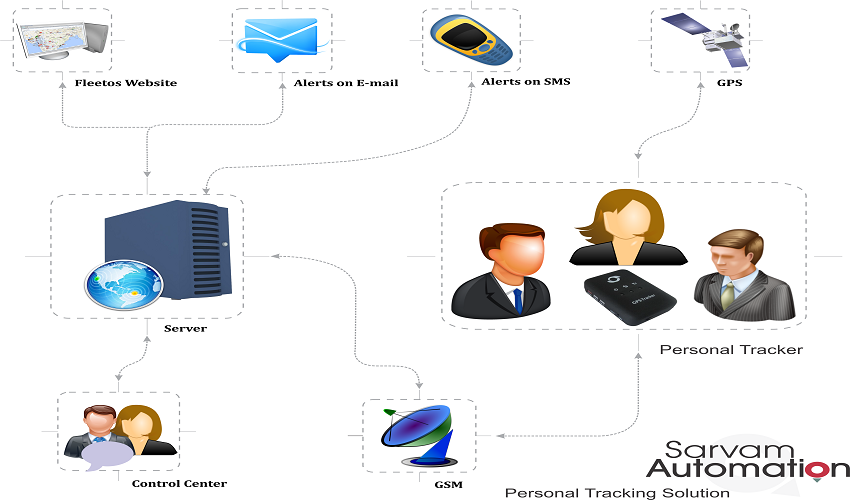 Fleetos Website
Alerts on E-mail
Alerts on SMS
GPS
GPSTracker
Server
Personal Tracker
Control Center
GSM
Sarvam
Automation
Personal Tracking Solution